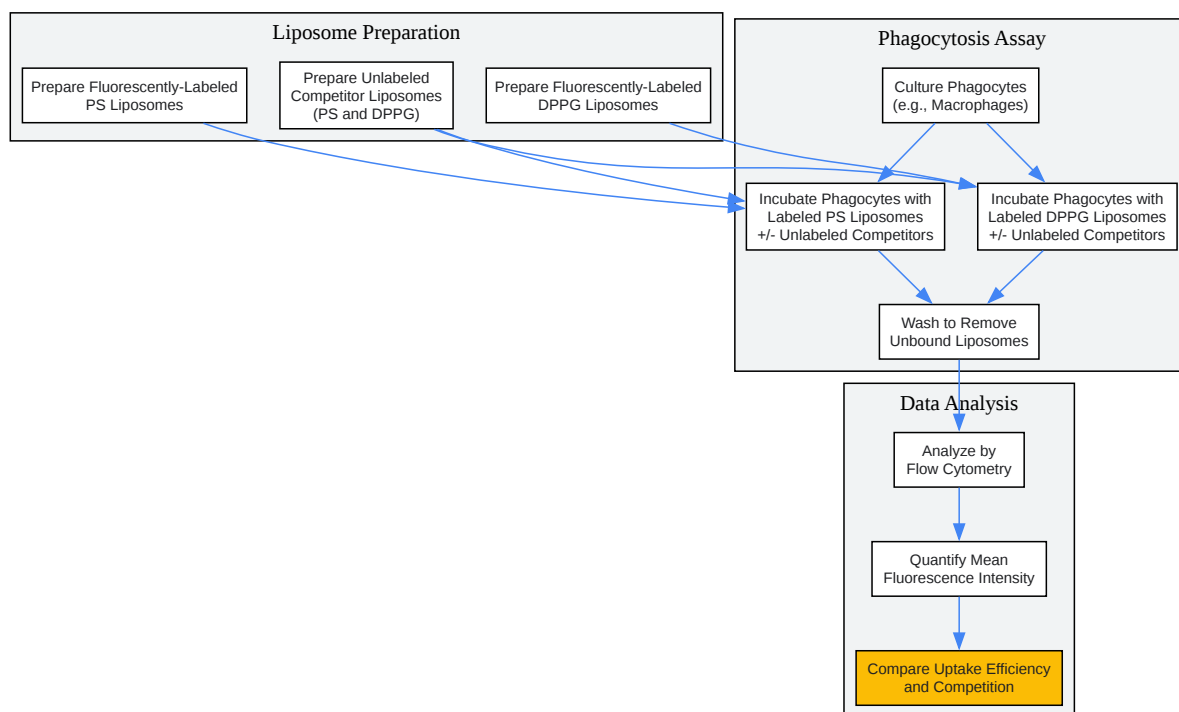 Liposome Preparation
Prepare Fluorescently-Labeled
PS Liposomes
Prepare Unlabeled
Competitor Liposomes
(PS and DPPG)
Prepare Fluorescently-Labeled
DPPG Liposomes
Phagocytosis Assay
Culture Phagocytes
(e.g., Macrophages)
Incubate Phagocytes with
Labeled PS Liposomes
+/- Unlabeled Competitors
Incubate Phagocytes with
Labeled DPPG Liposomes
+/- Unlabeled Competitors
Wash to Remove
Unbound Liposomes
Data Analysis
Analyze by
Flow Cytometry
Quantify Mean
Fluorescence Intensity
Compare Uptake Efficiency
and Competition